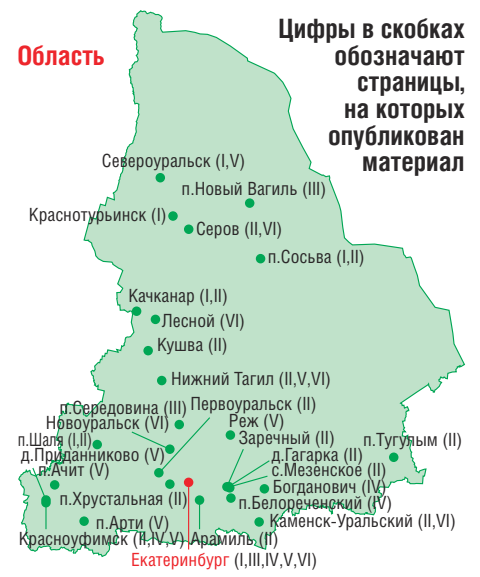 Область
Цифры в скобках
обозначают
страницы,
на которых
опубликован
материал
Североуральск (I,V)
п.Новый Вагиль (III)
Краснотурьинск (I)
Серов (II,VI)
п.Сосьва (I,II)
Качканар (I,II)
Лесной (VI)
Кушва (II)
Нижний Тагил (II,V,VI)
п.Середовина (III)
Первоуральск (II)
Новоуральск (VI)
Реж (V)
п.Шаля (I,II)
Заречный (II)
п.Тугулым (II)
д.Приданниково (V)
д.Гагарка (II)
п.Ачит (V)
с.Мезенское (II)
Богданович (IV)
п.Хрустальная (II)
п.Белореченский (IV)
п.Арти (V)
Каменск-Уральский (II,VI)
Красноуфимск (II,IV,V)
Арамиль (II)
Екатеринбург (I,III,IV,V,VI)